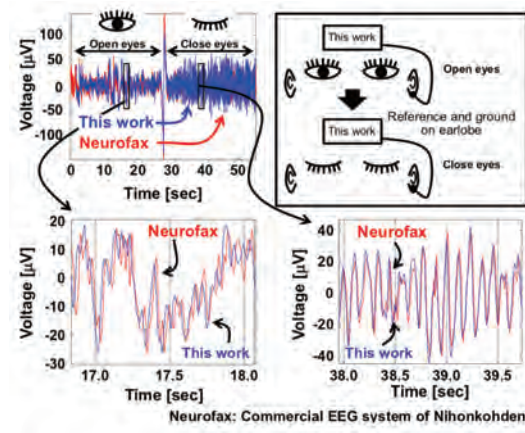 Open eyes
Close eyes
Voltage [µV]
100
50
0
-50
-100
This work
Neurofax
0 10 20 30 40 50
Time [sec]
This work
Open eyes
Reference and ground
on earlobe
This work
Close eyes
Voltage [µV]
20
10
0
-10
-20
-30
Neurofax
This work
17.0 17.5 18.0
Time [sec]
Voltage [µV]
40
20
0
-20
-40
Neurofax
This work
38.0 38.5 39.0 39.5
Time [sec]
Neurofax: Commercial EEG system of Nihonkohden